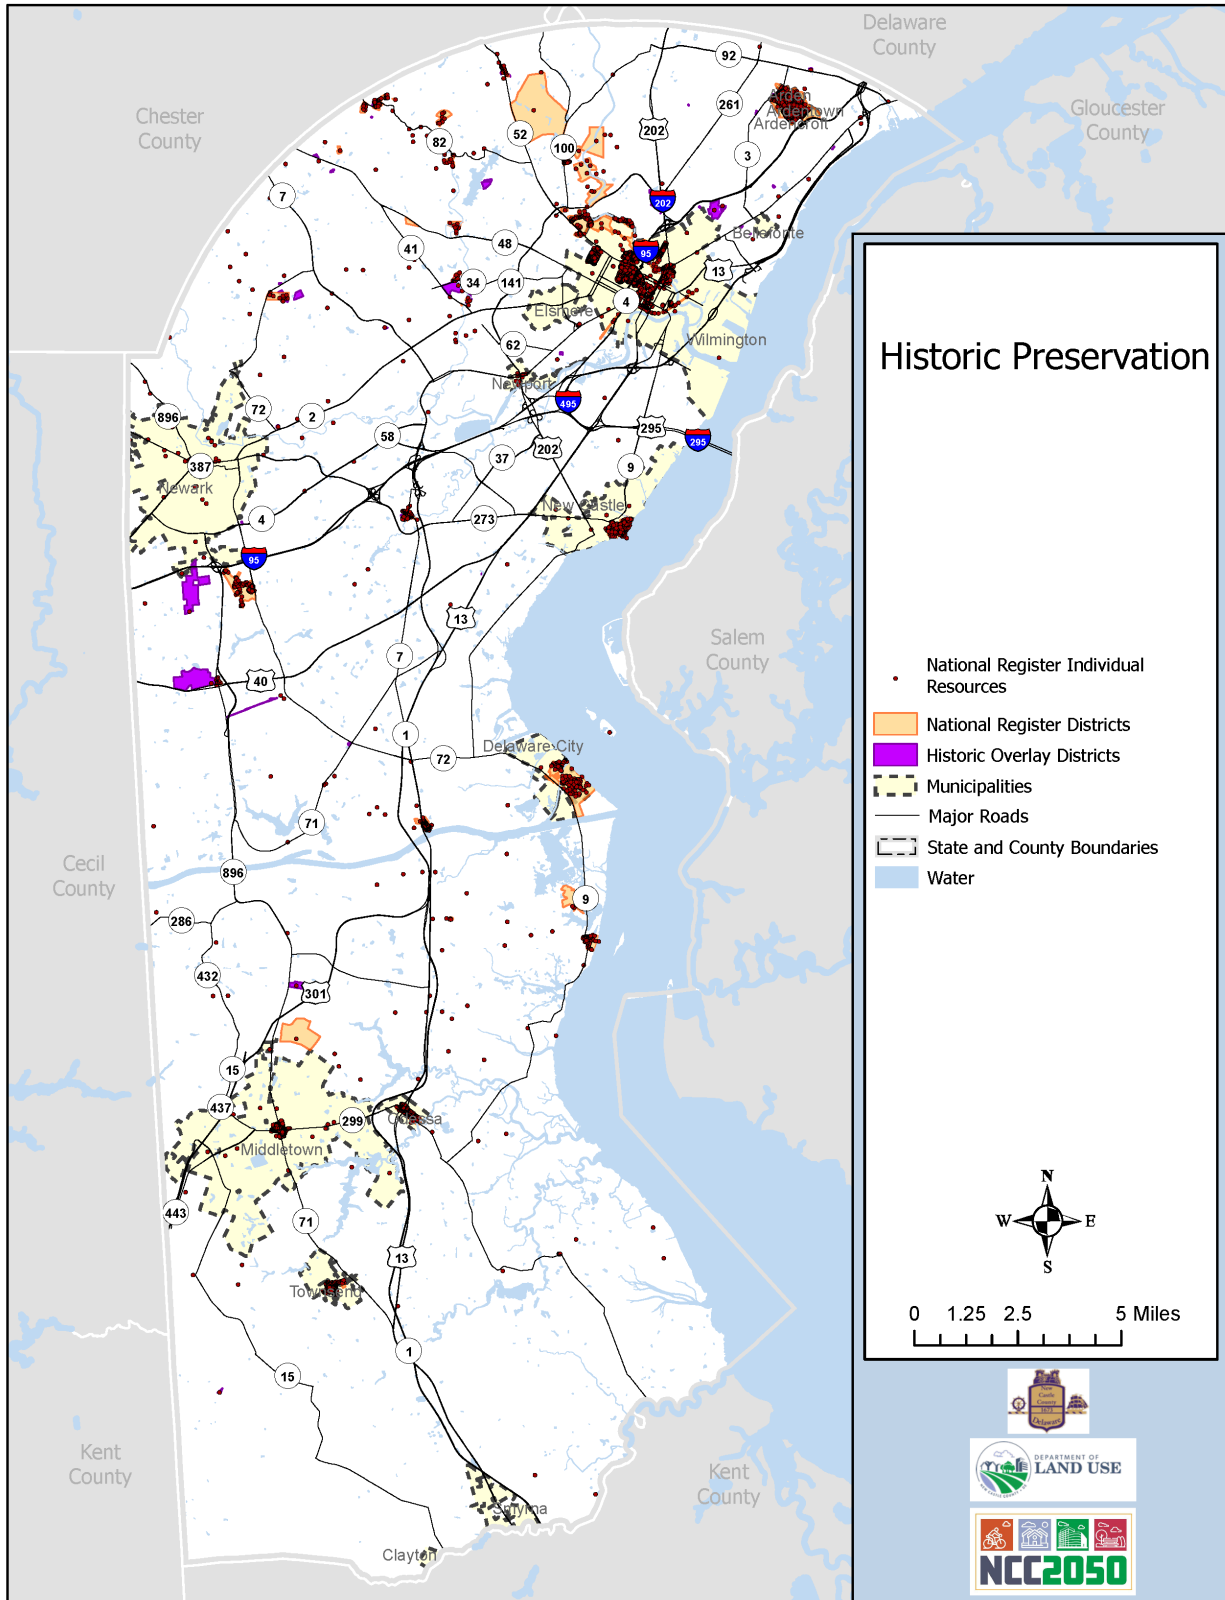 Delaware
County
92
Chester
County
261
Arden
Ardentown
Ardencroft
Gloucester
County
52
202
82
100
3
7
202
Bellefonte
41
48
95
13
34
141
4
Elsmere
62
Wilmington
Newport
896
72
2
495
58
295
295
202
387
37
9
Newark
New Castle
4
273
95
13
Salem
County
7
40
1
Delaware City
72
71
Cecil
County
896
9
286
432
301
15
437
299
Odessa
Middletown
443
71
13
Townsend
1
15
Kent
County
Kent
County
Smyrna
Clayton
Historic Preservation
National Register Individual
Resources
National Register Districts
Historic Overlay Districts
Municipalities
Major Roads
State and County Boundaries
Water
N
W E
S
0 1.25 2.5 5 Miles
New
Castle
County
1673
Delaware
DEPARTMENT OF
LAND USE
NCC2050